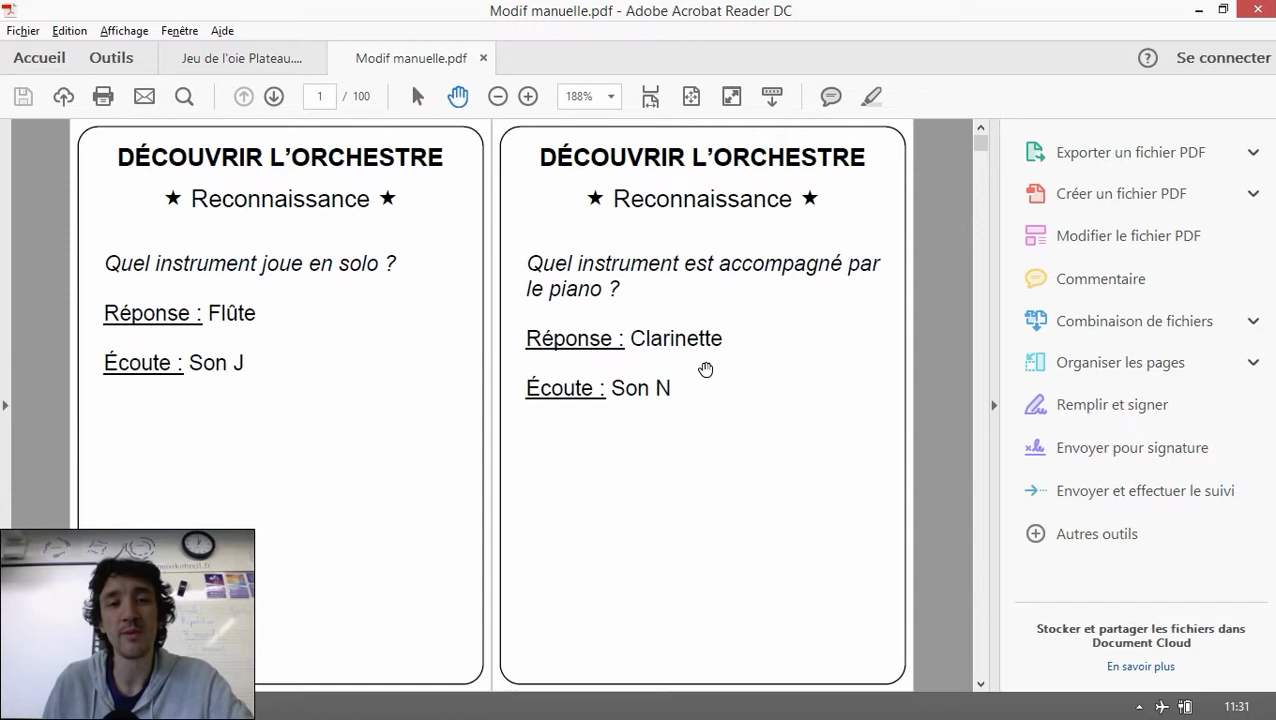 Modif manuelle.pdf - Adobe Acrobat Reader DC
Fichier Edition Affichage Fenêtre Aide
Accueil Outils Jeu de l'oie Plateau.... Modif manuelle.pdf × Se connecter
1 / 100 188%
DÉCOUVRIR L’ORCHESTRE
★ Reconnaissance ★
Quel instrument joue en solo ?
Réponse : Flûte
Écoute : Son J
DÉCOUVRIR L’ORCHESTRE
★ Reconnaissance ★
Quel instrument est accompagné par
le piano ?
Réponse : Clarinette
Écoute : Son N
Exporter un fichier PDF
Créer un fichier PDF
Modifier le fichier PDF
Commentaire
Combinaison de fichiers
Organiser les pages
Remplir et signer
Envoyer pour signature
Envoyer et effectuer le suivi
Autres outils
Stocker et partager les fichiers dans
Document Cloud
En savoir plus
11:31